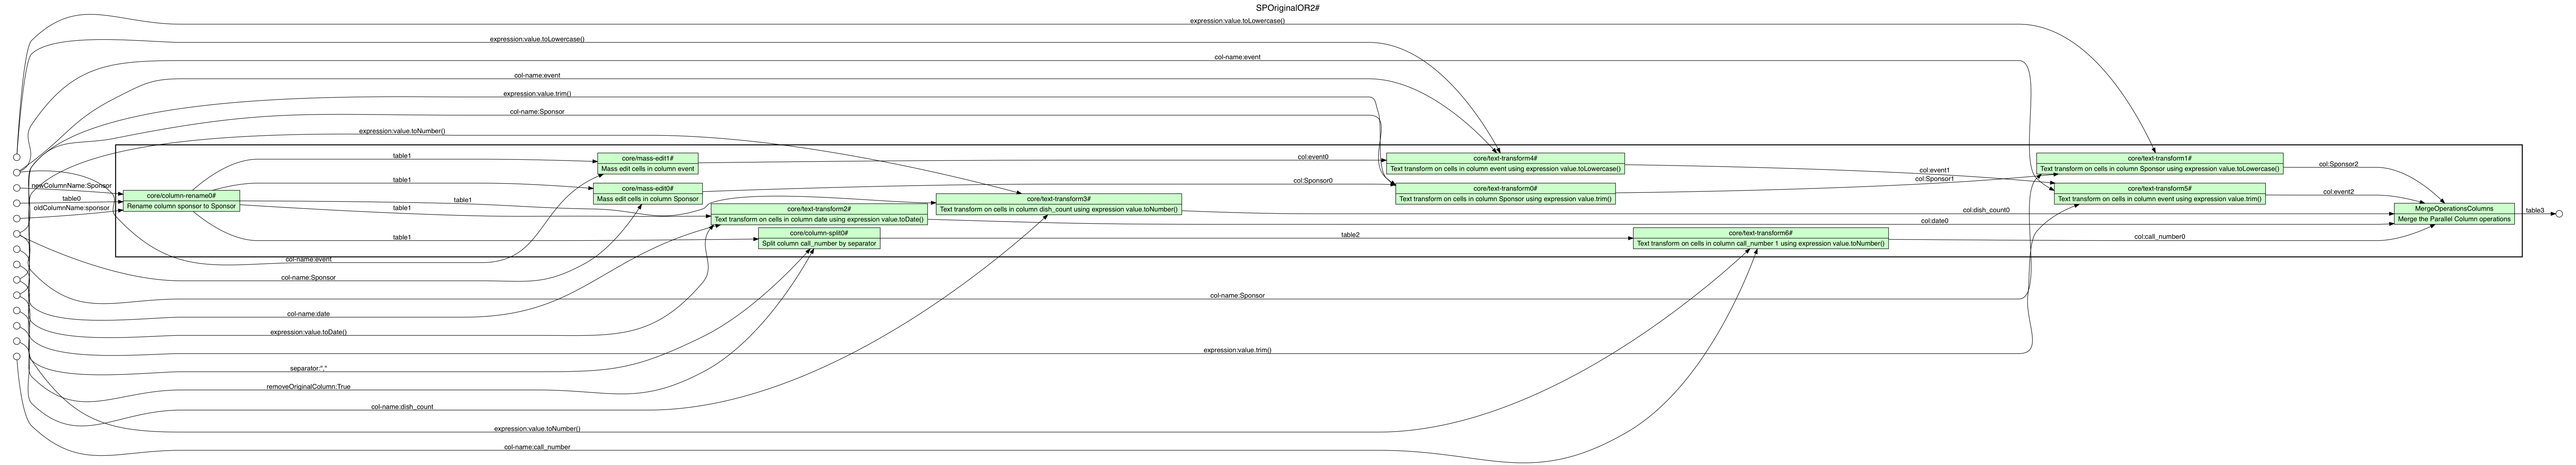 SPOriginalOR2#
expression:value.toLowercase()
expression:value.toLowercase()
col-name:event
col-name:event
expression:value.trim()
col-name:Sponsor
expression:value.toNumber()
table1
core/mass-edit1#
Mass edit cells in column event
col:event0
core/text-transform4#
Text transform on cells in column event using expression value.toLowercase()
col:event1
core/text-transform1#
Text transform on cells in column Sponsor using expression value.toLowercase()
col:Sponsor2
newColumnName:Sponsor
table0
oldColumnName:sponsor
core/column-rename0#
Rename column sponsor to Sponsor
table1
core/mass-edit0#
Mass edit cells in column Sponsor
col:Sponsor0
core/text-transform0#
Text transform on cells in column Sponsor using expression value.trim()
col:Sponsor1
core/text-transform5#
Text transform on cells in column event using expression value.trim()
col:event2
table1
table1
core/text-transform2#
Text transform on cells in column date using expression value.toDate()
core/text-transform3#
Text transform on cells in column dish_count using expression value.toNumber()
col:dish_count0
col:date0
MergeOperationsColumns
Merge the Parallel Column operations
table3
table1
core/column-split0#
Split column call_number by separator
table2
core/text-transform6#
Text transform on cells in column call_number 1 using expression value.toNumber()
col:call_number0
col-name:event
col-name:Sponsor
col-name:Sponsor
col-name:date
expression:value.toDate()
expression:value.trim()
separator:","
removeOriginalColumn:True
col-name:dish_count
expression:value.toNumber()
col-name:call_number